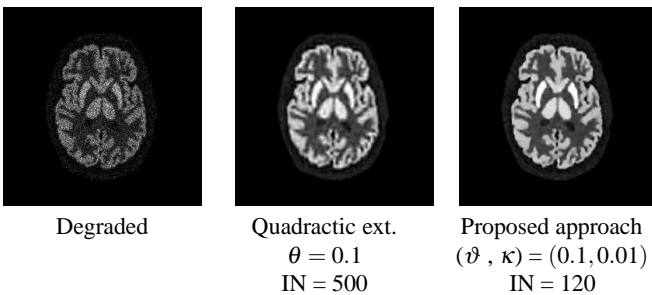 Degraded
Quadractic ext.
θ = 0.1
IN = 500
Proposed approach
(ϑ , κ) = (0.1,0.01)
IN = 120